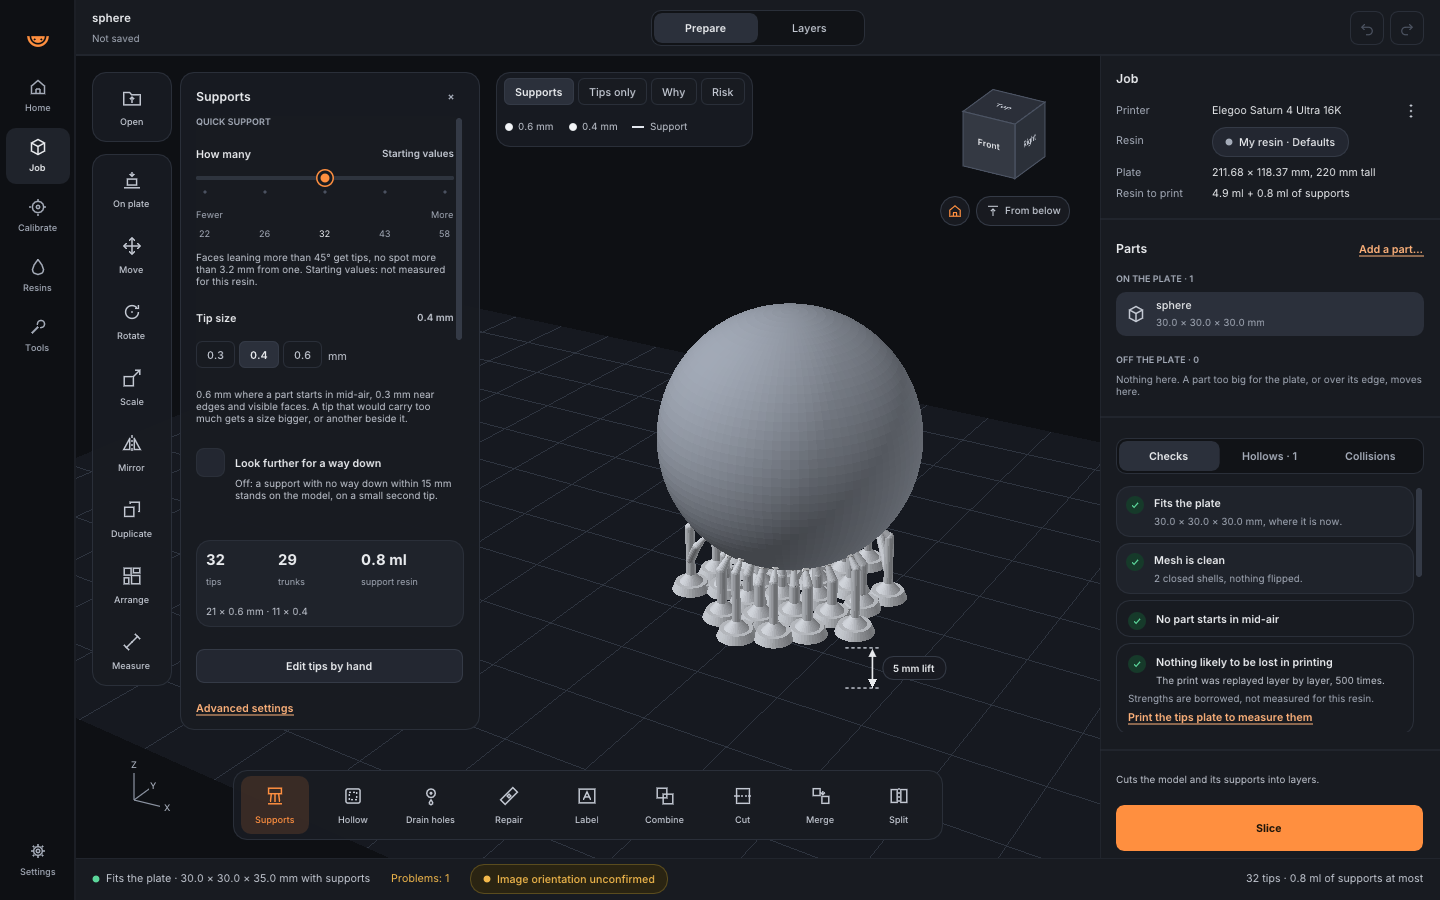 sphere
Not saved
Prepare
Layers
Home
Job
Calibrate
Resins
Tools
Settings
Open
On plate
Move
Rotate
Scale
Mirror
Duplicate
Arrange
Measure
Supports
×
QUICK SUPPORT
How many
Starting values
Fewer
More
22 26 32 43 58
Faces leaning more than 45° get tips, no spot more
than 3.2 mm from one. Starting values: not measured
for this resin.
Tip size
0.4 mm
0.3 0.4 0.6 mm
0.6 mm where a part starts in mid-air, 0.3 mm near
edges and visible faces. A tip that would carry too
much gets a size bigger, or another beside it.
Look further for a way down
Off: a support with no way down within 15 mm
stands on the model, on a small second tip.
32 29 0.8 ml
tips trunks support resin
21 × 0.6 mm · 11 × 0.4
Edit tips by hand
Advanced settings
Supports Tips only Why Risk
0.6 mm 0.4 mm Support
Top
Front
Right
From below
5 mm lift
Z
Y
X
Supports
Hollow
Drain holes
Repair
Label
Combine
Cut
Merge
Split
Job
Printer Elegoo Saturn 4 Ultra 16K
Resin My resin · Defaults
Plate 211.68 × 118.37 mm, 220 mm tall
Resin to print 4.9 ml + 0.8 ml of supports
Parts
Add a part...
ON THE PLATE · 1
sphere
30.0 × 30.0 × 30.0 mm
OFF THE PLATE · 0
Nothing here. A part too big for the plate, or over its edge, moves
here.
Checks Hollows · 1 Collisions
Fits the plate
30.0 × 30.0 × 30.0 mm, where it is now.
Mesh is clean
2 closed shells, nothing flipped.
No part starts in mid-air
Nothing likely to be lost in printing
The print was replayed layer by layer, 500 times.
Strengths are borrowed, not measured for this resin.
Print the tips plate to measure them
Cuts the model and its supports into layers.
Slice
Fits the plate · 30.0 × 30.0 × 35.0 mm with supports
Problems: 1
Image orientation unconfirmed
32 tips · 0.8 ml of supports at most